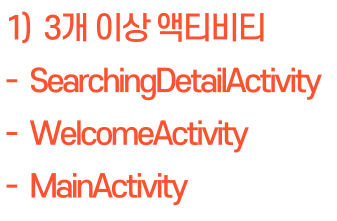 1) 3개 이상 액티비티
- SearchingDetailActivity
- WelcomeActivity
- MainActivity